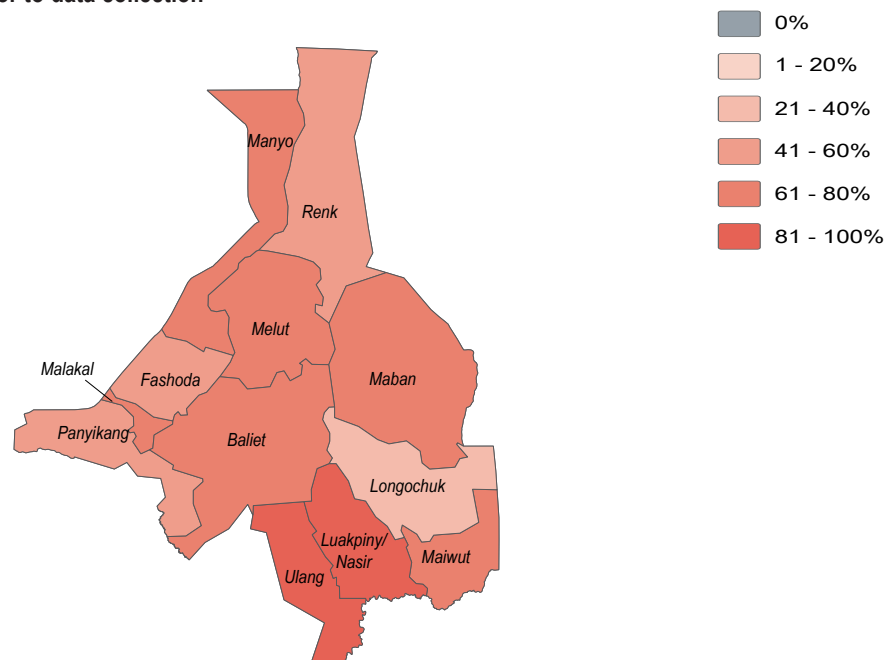 to data collection
0%
1 - 20%
21 - 40%
41 - 60%
61 - 80%
81 - 100%
Manyo
Renk
Melut
Malakal
Fashoda
Maban
Panyikang
Baliet
Longochuk
Luakpiny/
Nasir
Maiwut
Ulang